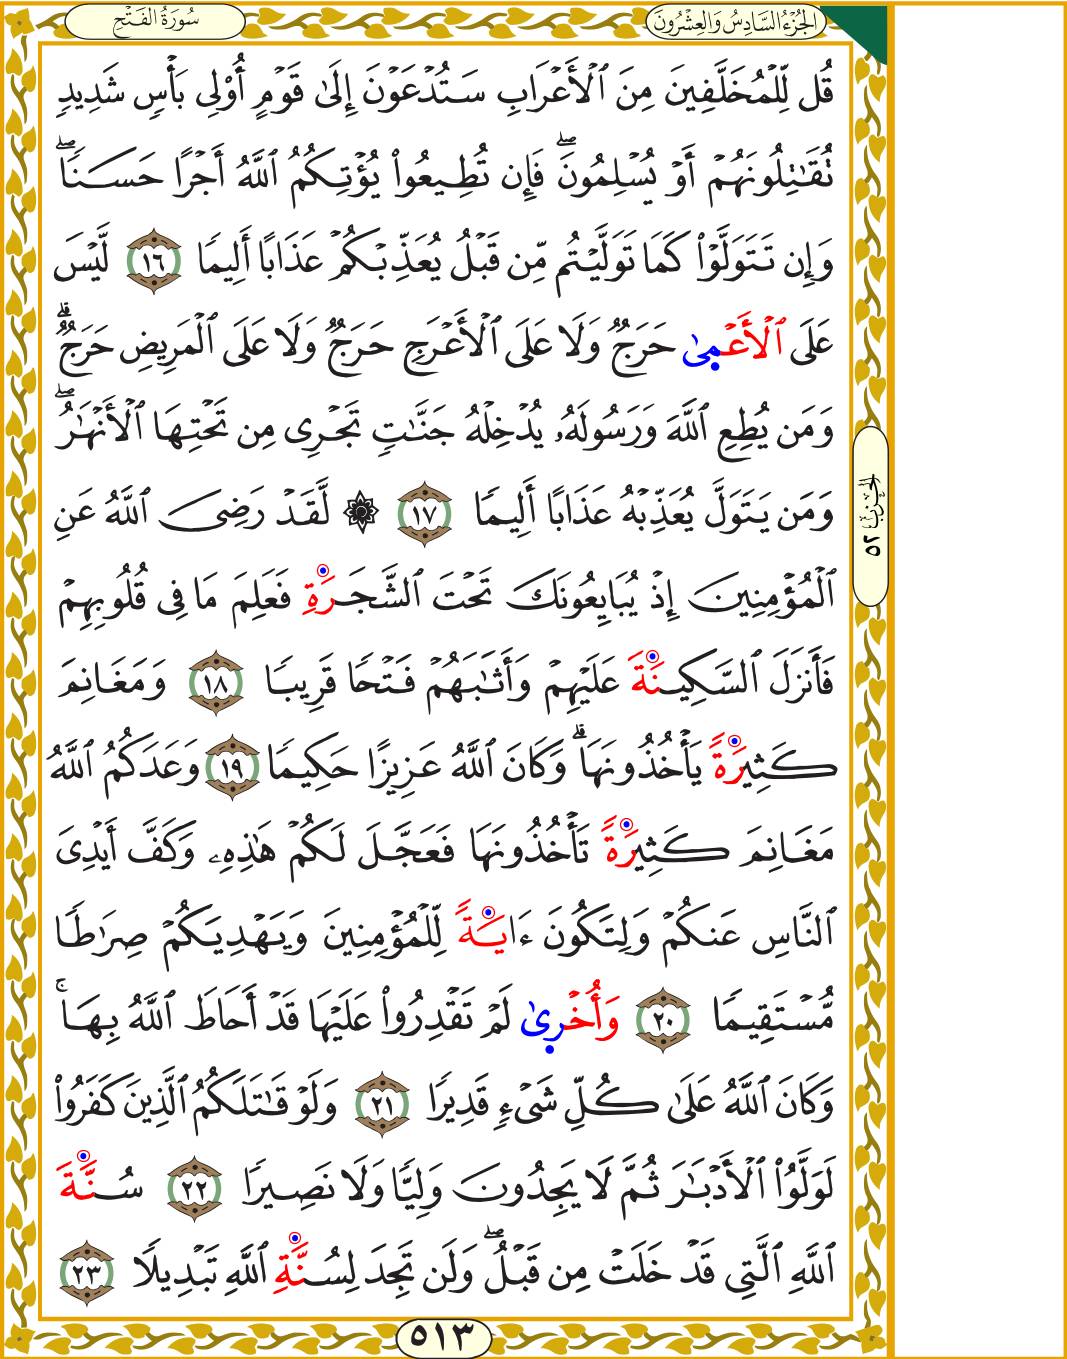 سُورَةُ الفَتْحِ
الجُزْءُ السَّادِسُ وَالعِشْرُونَ
قُل لِّلْمُخَلَّفِينَ مِنَ ٱلْأَعْرَابِ سَتُدْعَوْنَ إِلَىٰ قَوْمٍ أُوْلِى بَأْسٍ شَدِيدٍ
تُقَـٰتِلُونَهُمْ أَوْ يُسْلِمُونَۖ فَإِن تُطِيعُواْ يُؤْتِكُمُ ٱللَّهُ أَجْرًا حَسَنًاۖ
وَإِن تَتَوَلَّوْاْ كَمَا تَوَلَّيْتُم مِّن قَبْلُ يُعَذِّبْكُمْ عَذَابًا أَلِيمًا ١٦ لَّيْسَ
عَلَى ٱلْأَعْمِىٰ حَرَجٌ وَلَا عَلَى ٱلْأَعْرَجِ حَرَجٌ وَلَا عَلَى ٱلْمَرِيضِ حَرَجٌۗ
وَمَن يُطِعِ ٱللَّهَ وَرَسُولَهُۥ يُدْخِلْهُ جَنَّـٰتٍ تَجْرِى مِن تَحْتِهَا ٱلْأَنْهَـٰرُۖ
وَمَن يَتَوَلَّ يُعَذِّبْهُ عَذَابًا أَلِيمًا ١٧ ۞ لَّقَدْ رَضِىَ ٱللَّهُ عَنِ
ٱلْمُؤْمِنِينَ إِذْ يُبَايِعُونَكَ تَحْتَ ٱلشَّجَرَةِ فَعَلِمَ مَا فِى قُلُوبِهِمْ
فَأَنزَلَ ٱلسَّكِينَةَ عَلَيْهِمْ وَأَثَـٰبَهُمْ فَتْحًا قَرِيبًا ١٨ وَمَغَانِمَ
كَثِيرَةً يَأْخُذُونَهَاۗ وَكَانَ ٱللَّهُ عَزِيزًا حَكِيمًا ١٩ وَعَدَكُمُ ٱللَّهُ
مَغَانِمَ كَثِيرَةً تَأْخُذُونَهَا فَعَجَّلَ لَكُمْ هَـٰذِهِۦ وَكَفَّ أَيْدِىَ
ٱلنَّاسِ عَنكُمْ وَلِتَكُونَ ءَايَةً لِّلْمُؤْمِنِينَ وَيَهْدِيَكُمْ صِرَٰطًا
مُّسْتَقِيمًا ٢٠ وَأُخْرِىٰ لَمْ تَقْدِرُواْ عَلَيْهَا قَدْ أَحَاطَ ٱللَّهُ بِهَاۚ
وَكَانَ ٱللَّهُ عَلَىٰ كُلِّ شَىْءٍ قَدِيرًا ٢١ وَلَوْ قَـٰتَلَكُمُ ٱلَّذِينَ كَفَرُواْ
لَوَلَّوُاْ ٱلْأَدْبَـٰرَ ثُمَّ لَا يَجِدُونَ وَلِيًّا وَلَا نَصِيرًا ٢٢ سُنَّةَ
ٱللَّهِ ٱلَّتِى قَدْ خَلَتْ مِن قَبْلُۖ وَلَن تَجِدَ لِسُنَّةِ ٱللَّهِ تَبْدِيلًا ٢٣
الحِزْبُ ٥٢
٥١٣